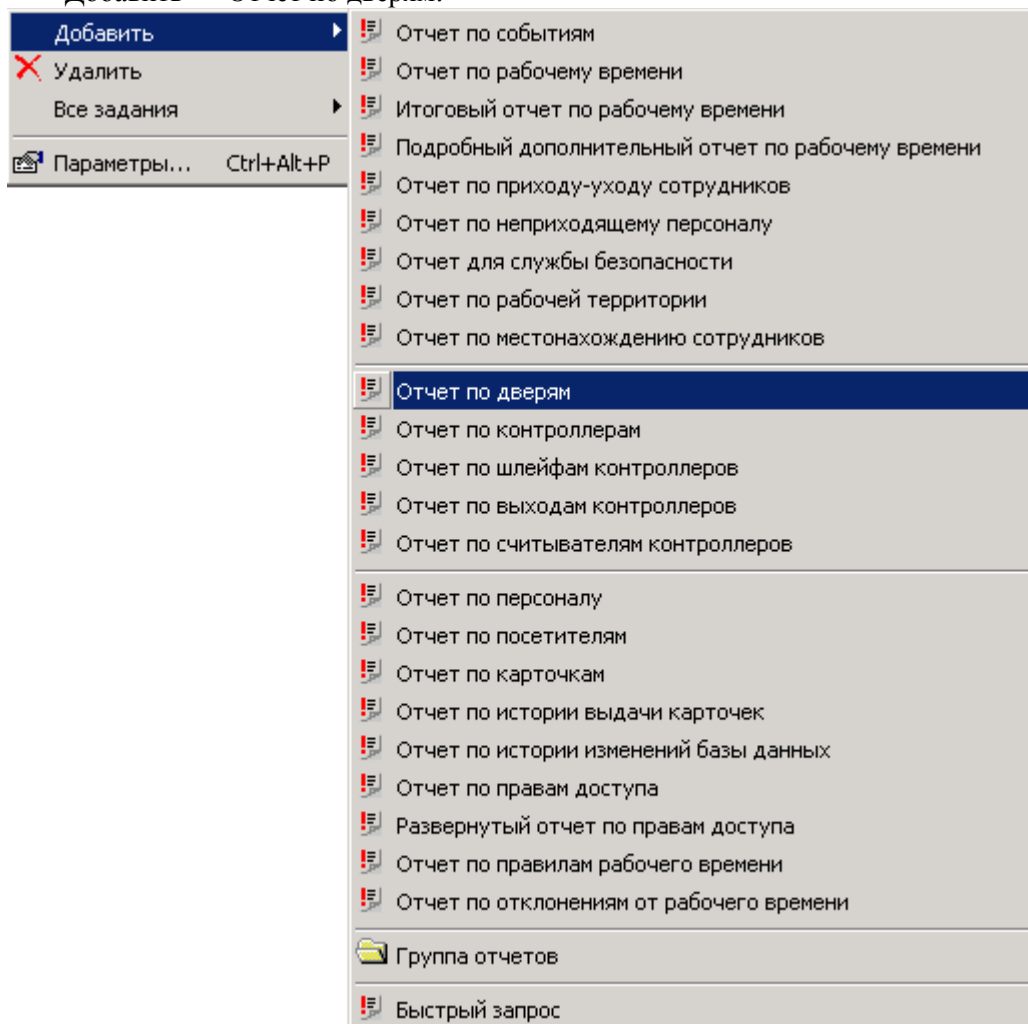 Добавить – Отчет по дверям.
Добавить
Удалить
Все задания
Параметры... Ctrl+Alt+P
Отчет по событиям
Отчет по рабочему времени
Итоговый отчет по рабочему времени
Подробный дополнительный отчет по рабочему времени
Отчет по приходу-уходу сотрудников
Отчет по неприходящему персоналу
Отчет для службы безопасности
Отчет по рабочей территории
Отчет по местонахождению сотрудников
Отчет по дверям
Отчет по контроллерам
Отчет по шлейфам контроллеров
Отчет по выходам контроллеров
Отчет по считывателям контроллеров
Отчет по персоналу
Отчет по посетителям
Отчет по карточкам
Отчет по истории выдачи карточек
Отчет по истории изменений базы данных
Отчет по правам доступа
Развернутый отчет по правам доступа
Отчет по правилам рабочего времени
Отчет по отклонениям от рабочего времени
Группа отчетов
Быстрый запрос